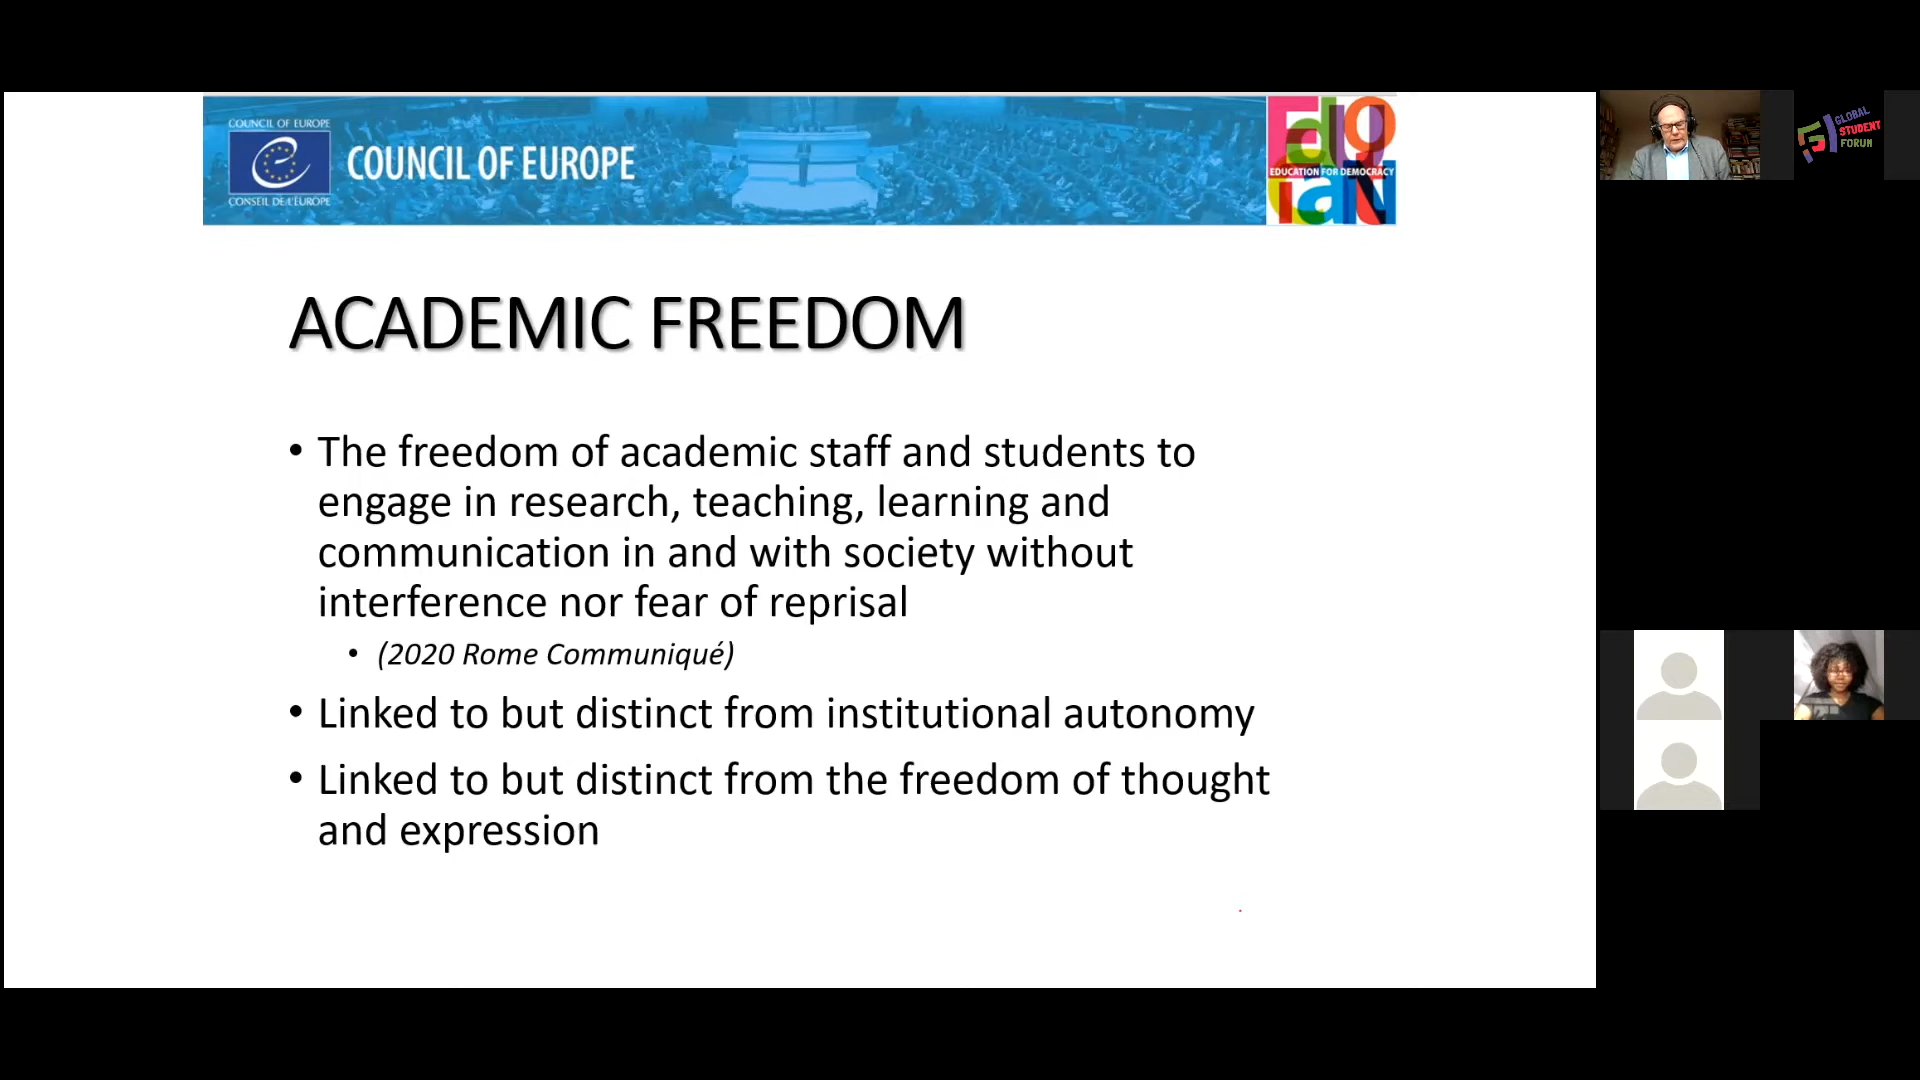 COUNCIL OF EUROPE
COUNCIL OF EUROPE
CONSEIL DE L'EUROPE
EDUCATION FOR DEMOCRACY
GLOBAL
STUDENT
FORUM
ACADEMIC FREEDOM
• The freedom of academic staff and students to
engage in research, teaching, learning and
communication in and with society without
interference nor fear of reprisal
• (2020 Rome Communiqué)
• Linked to but distinct from institutional autonomy
• Linked to but distinct from the freedom of thought
and expression